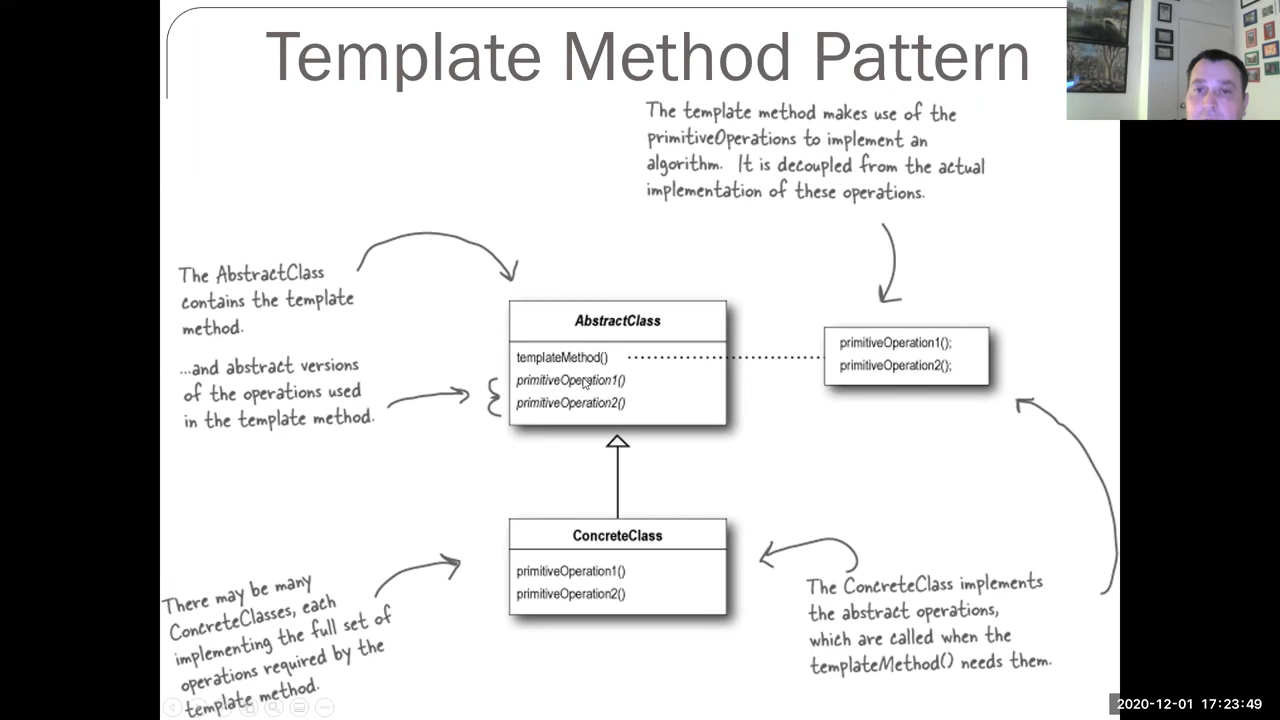 Template Method Pattern
The template method makes use of the
primitiveOperations to implement an
algorithm. It is decoupled from the actual
implementation of these operations.
The AbstractClass
contains the template
method.
...and abstract versions
of the operations used
in the template method.
AbstractClass
templateMethod()
primitiveOperation1()
primitiveOperation2()
primitiveOperation1();
primitiveOperation2();
ConcreteClass
primitiveOperation1()
primitiveOperation2()
There may be many
ConcreteClasses, each
implementing the full set of
operations required by the
template method.
The ConcreteClass implements
the abstract operations,
which are called when the
templateMethod() needs them.
2020-12-01 17:23:49